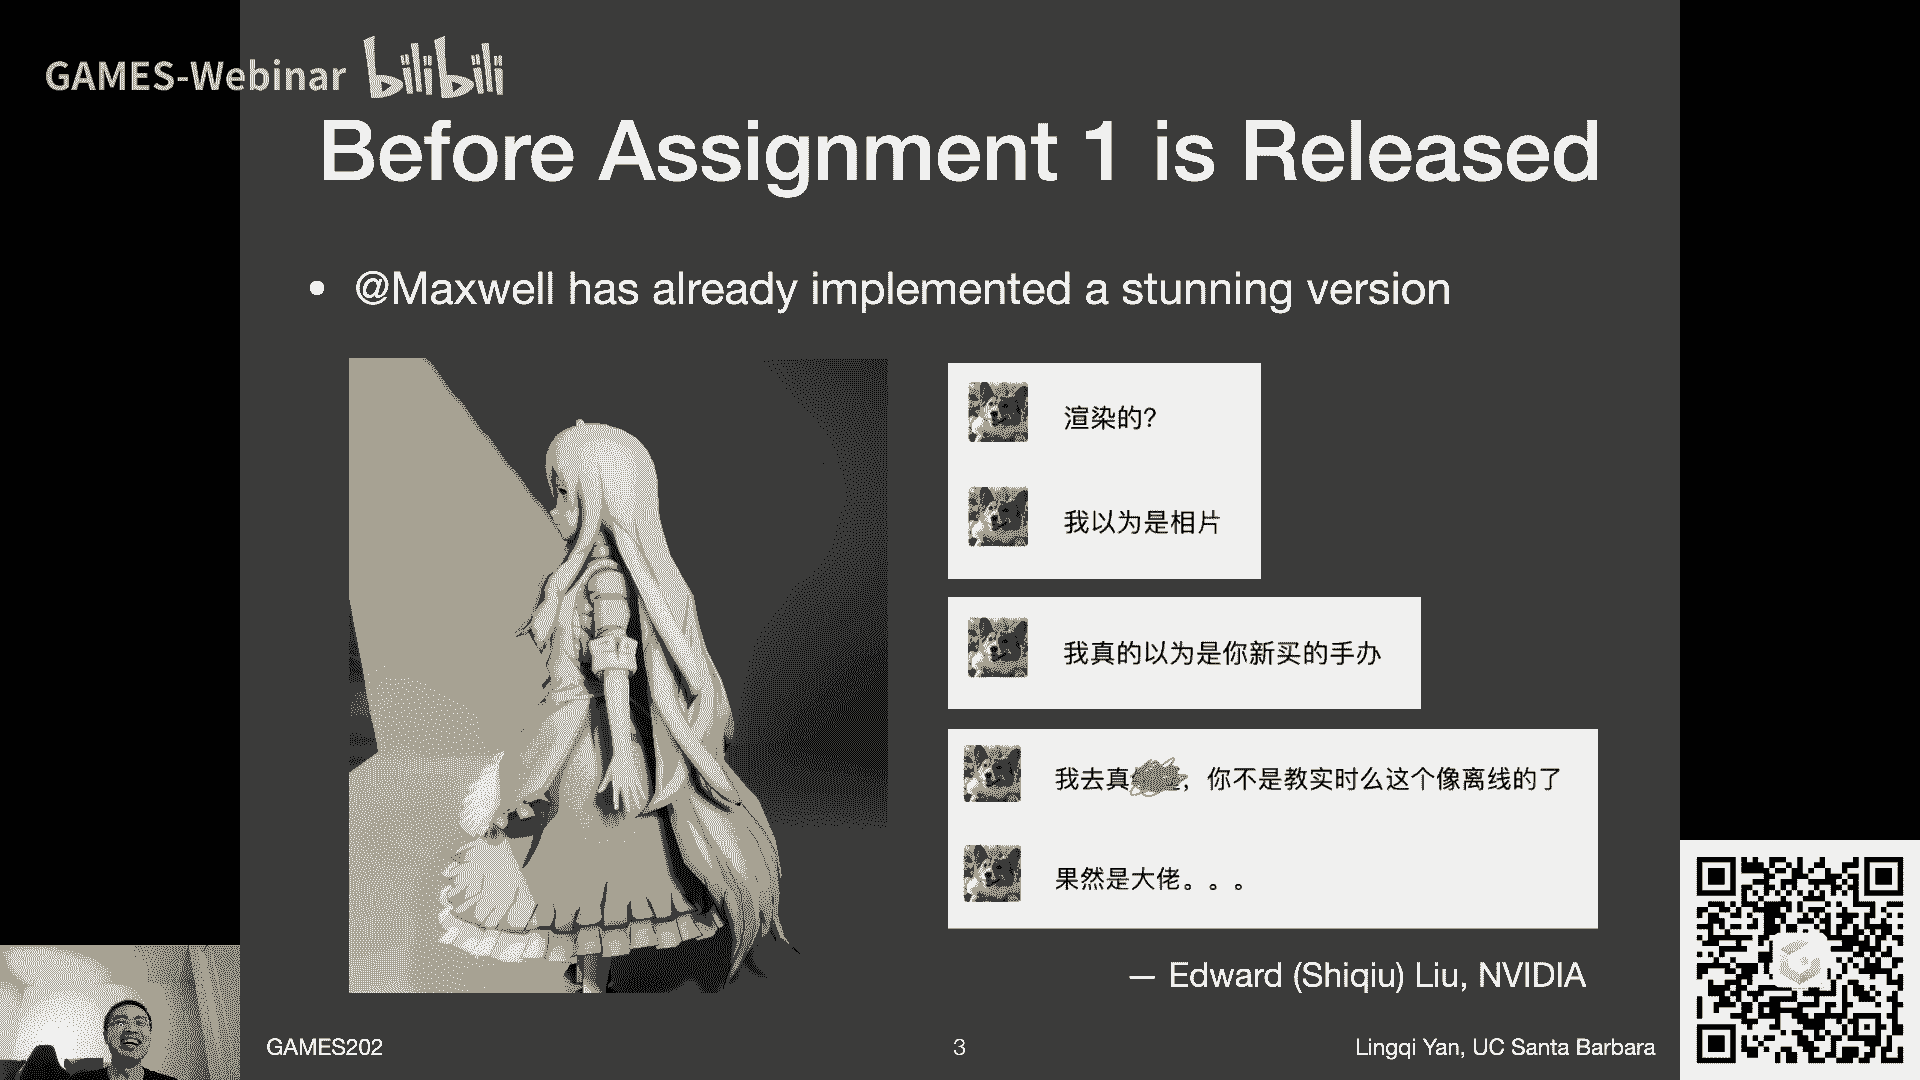 GAMES-Webinar bilibili
Before Assignment 1 is Released
• @Maxwell has already implemented a stunning version
渲染的?
我以为是相片
我真的以为是你新买的手办
我去真，你不是教实时么这个像离线的了
果然是大佬。。。
— Edward (Shiqiu) Liu, NVIDIA
GAMES202
3
Lingqi Yan, UC Santa Barbara